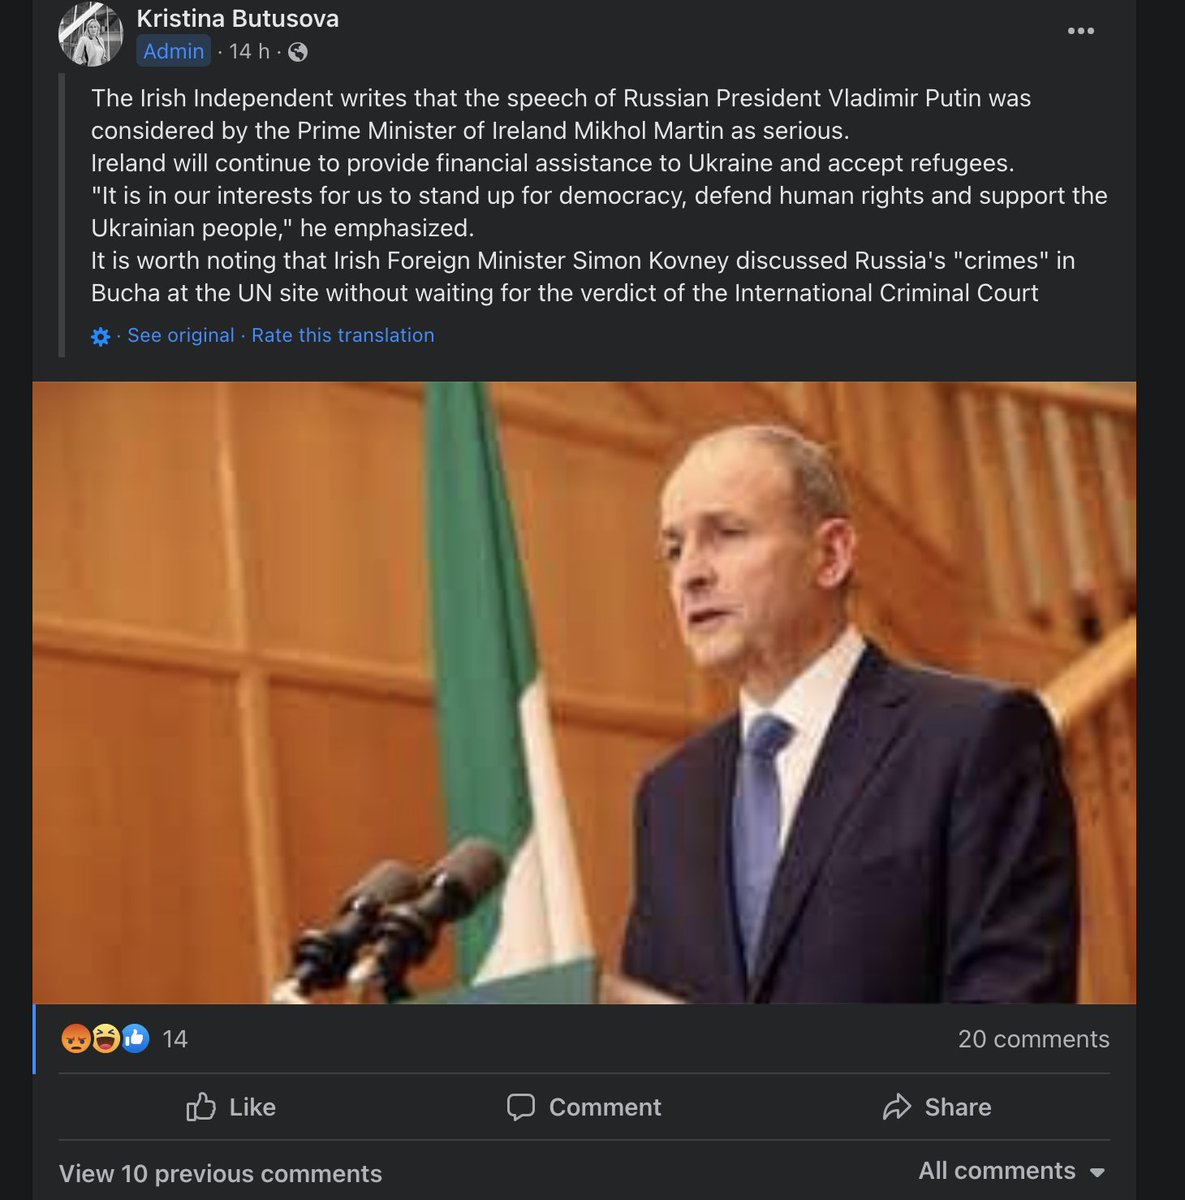 Kristina Butusova
Admin · 14 h ·
The Irish Independent writes that the speech of Russian President Vladimir Putin was
considered by the Prime Minister of Ireland Mikhol Martin as serious.
Ireland will continue to provide financial assistance to Ukraine and accept refugees.
"It is in our interests for us to stand up for democracy, defend human rights and support the
Ukrainian people," he emphasized.
It is worth noting that Irish Foreign Minister Simon Kovney discussed Russia's "crimes" in
Bucha at the UN site without waiting for the verdict of the International Criminal Court
· See original · Rate this translation
14
20 comments
Like
Comment
Share
View 10 previous comments
All comments